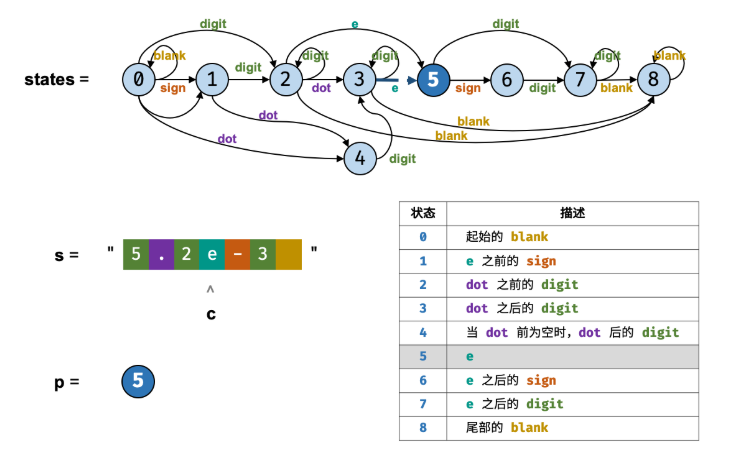 digit
e
digit
blank
digit
digit
digit
blank
digit
states =
0
1
2
3
5
6
7
8
sign
dot
e
sign
digit
blank
dot
blank
blank
dot
4
digit
s =
" 5 . 2 e - 3 "
^
c
p =
5
状态 描述
0 起始的 blank
1 e 之前的 sign
2 dot 之前的 digit
3 dot 之后的 digit
4 当 dot 前为空时，dot 后的 digit
5 e
6 e 之后的 sign
7 e 之后的 digit
8 尾部的 blank